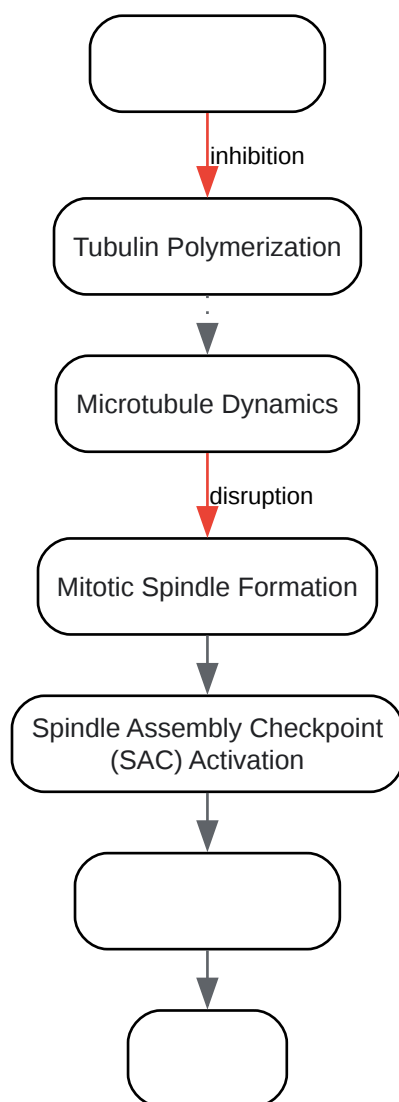 inhibition
Tubulin Polymerization
Microtubule Dynamics
disruption
Mitotic Spindle Formation
Spindle Assembly Checkpoint
(SAC) Activation